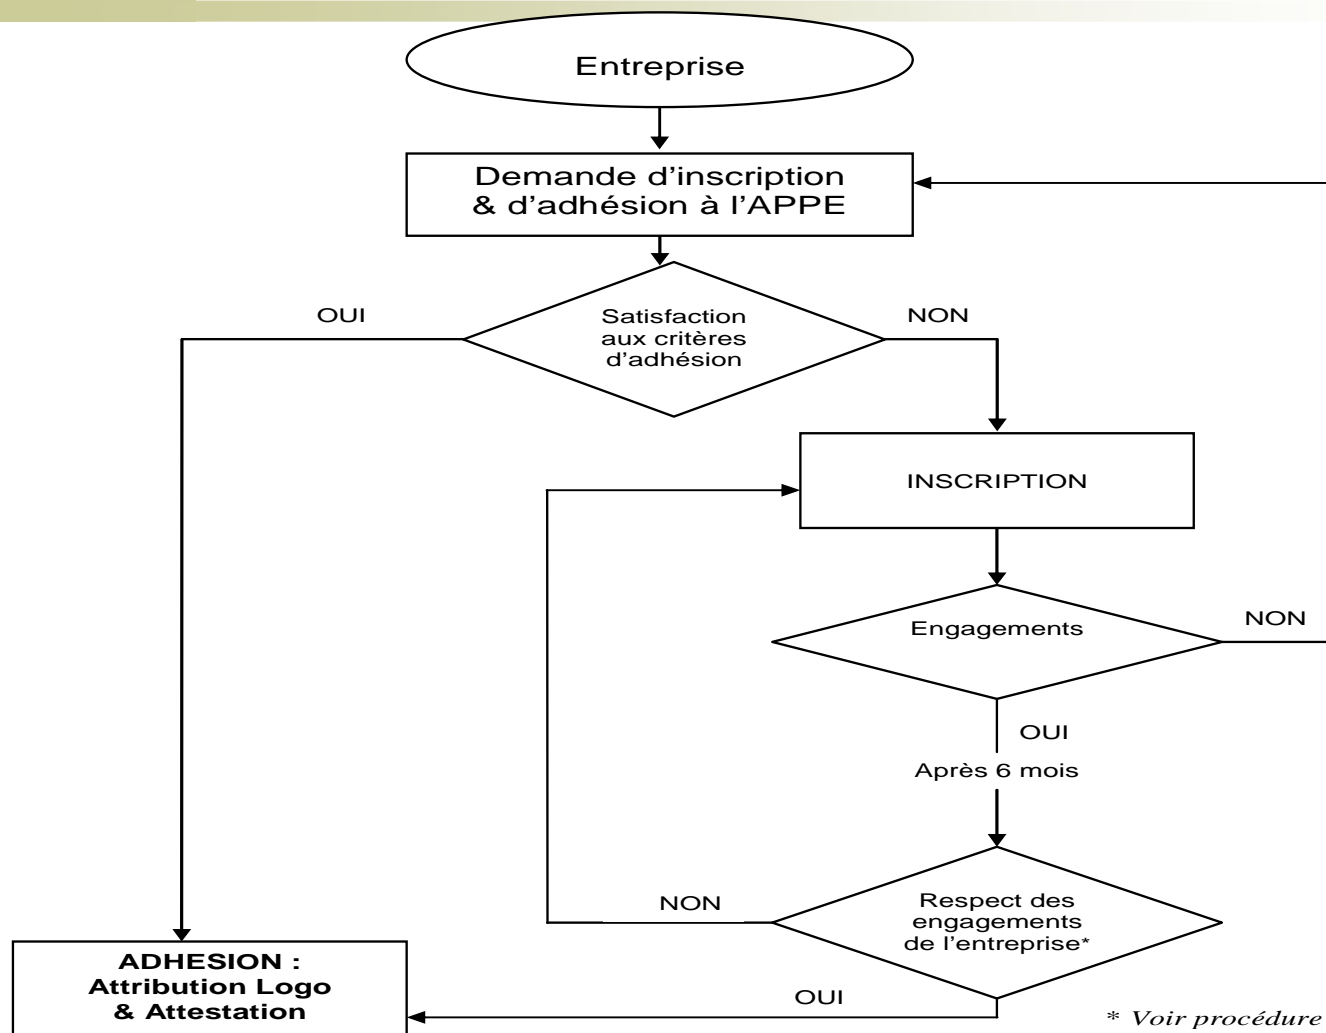 Entreprise
Demande d’inscription
& d’adhésion à l’APPE
OUI
Satisfaction
aux critères
d’adhésion
NON
INSCRIPTION
Engagements
NON
OUI
Après 6 mois
NON
Respect des
engagements
de l’entreprise*
ADHESION :
Attribution Logo
& Attestation
OUI
* Voir procédure